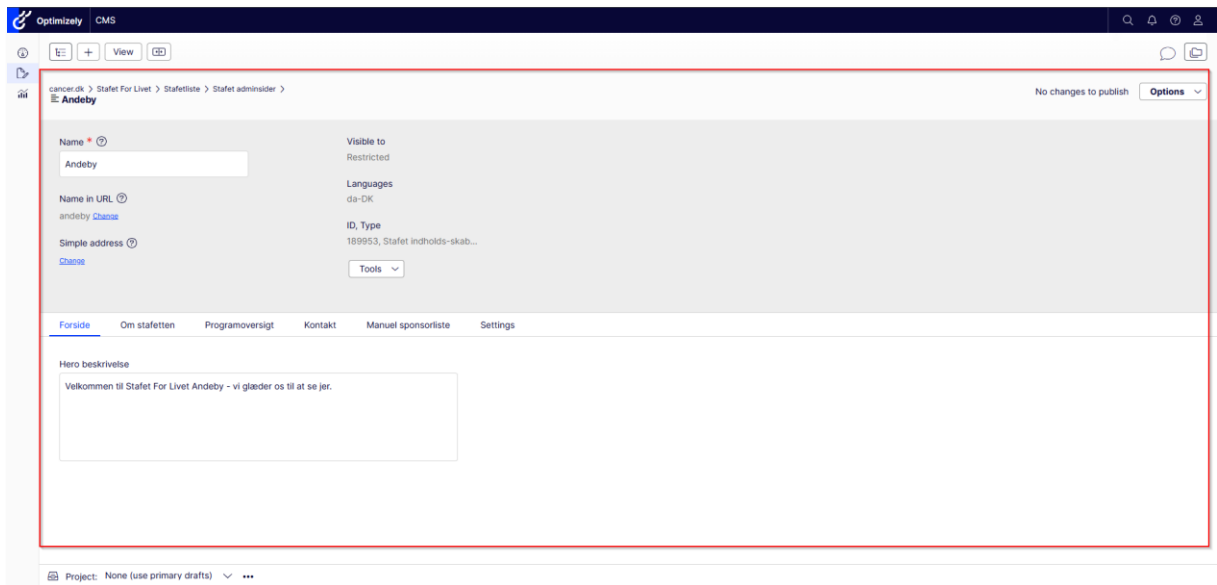 Optimizely CMS
View
cancer.dk > Stafet For Livet > Stafetliste > Stafet adminsider >
Andeby
No changes to publish Options
Name * ?
Andeby
Name in URL ?
andeby Change
Simple address ?
Change
Visible to
Restricted
Languages
da-DK
ID, Type
189953, Stafet indholds-skab...
Tools
Forside Om stafetten Programoversigt Kontakt Manuel sponsorliste Settings
Hero beskrivelse
Velkommen til Stafet For Livet Andeby - vi glæder os til at se jer.
Project: None (use primary drafts)